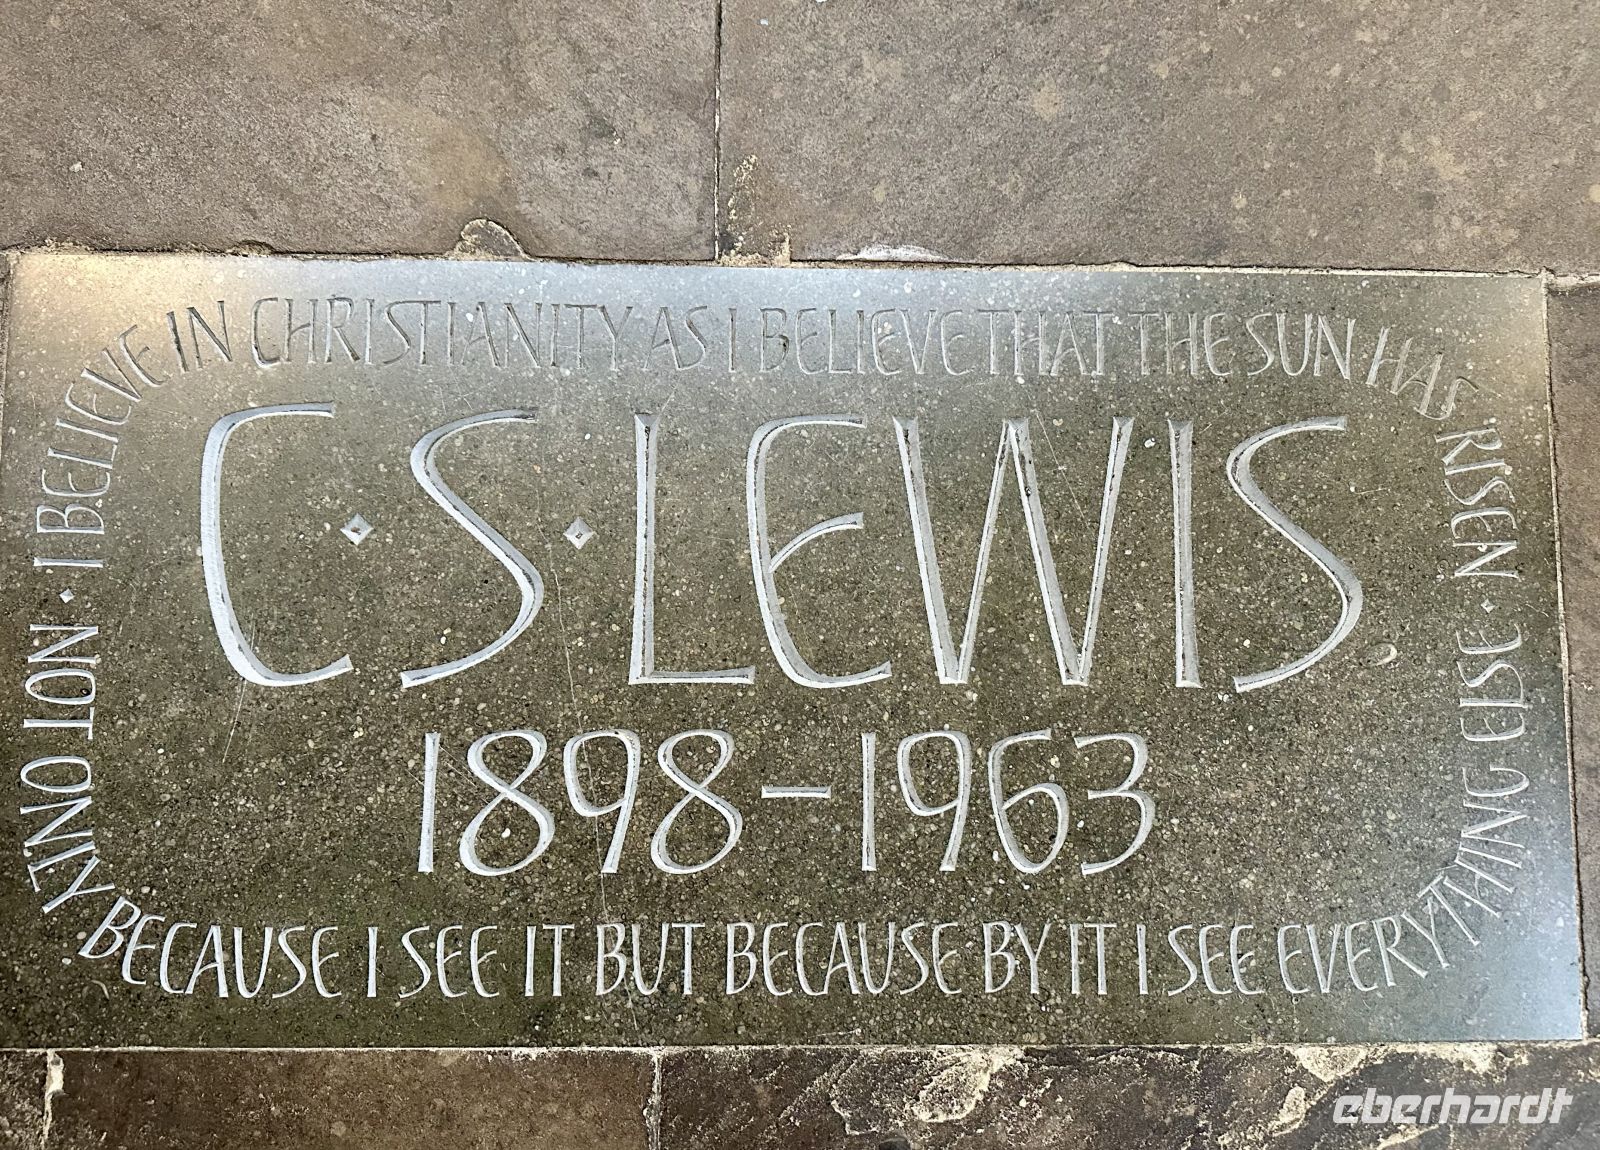 I BELIEVE IN CHRISTIANITY AS I BELIEVE THAT THE SUN HAS RISEN ·
NOT ONLY BECAUSE I SEE IT BUT BECAUSE BY IT I SEE EVERYTHING ELSE ·
C·S·LEWIS
1898–1963
eberhardt